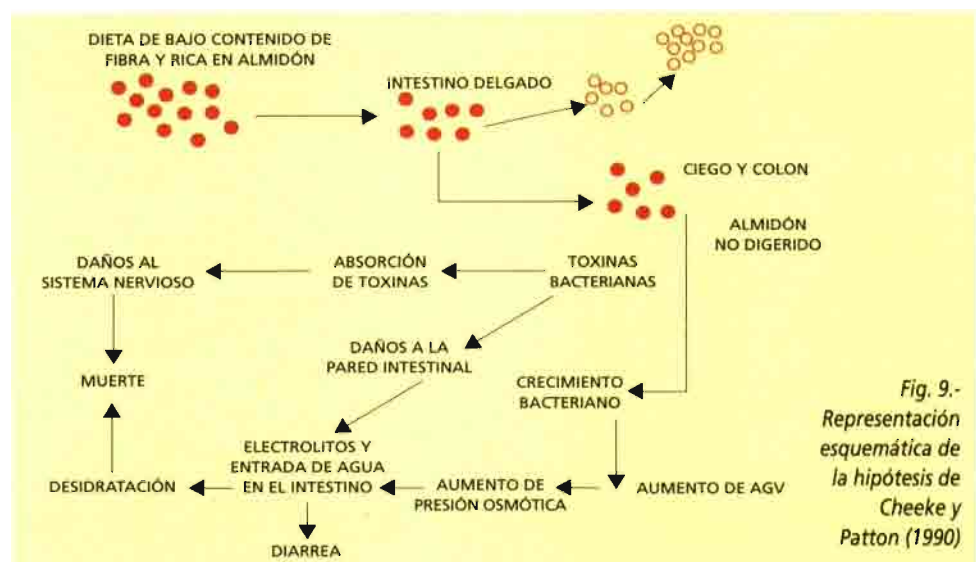 DIETA DE BAJO CONTENIDO DE
FIBRA Y RICA EN ALMIDÓN
INTESTINO DELGADO
CIEGO Y COLON
ALMIDÓN
NO DIGERIDO
DAÑOS AL
SISTEMA NERVIOSO
ABSORCIÓN
DE TOXINAS
TOXINAS
BACTERIANAS
DAÑOS A LA
PARED INTESTINAL
MUERTE
CRECIMIENTO
BACTERIANO
ELECTROLITOS Y
ENTRADA DE AGUA
EN EL INTESTINO
DESIDRATACIÓN
AUMENTO DE
PRESIÓN OSMÓTICA
AUMENTO DE AGV
DIARREA
Fig. 9.-
Representación
esquemática de
la hipótesis de
Cheeke y
Patton (1990)